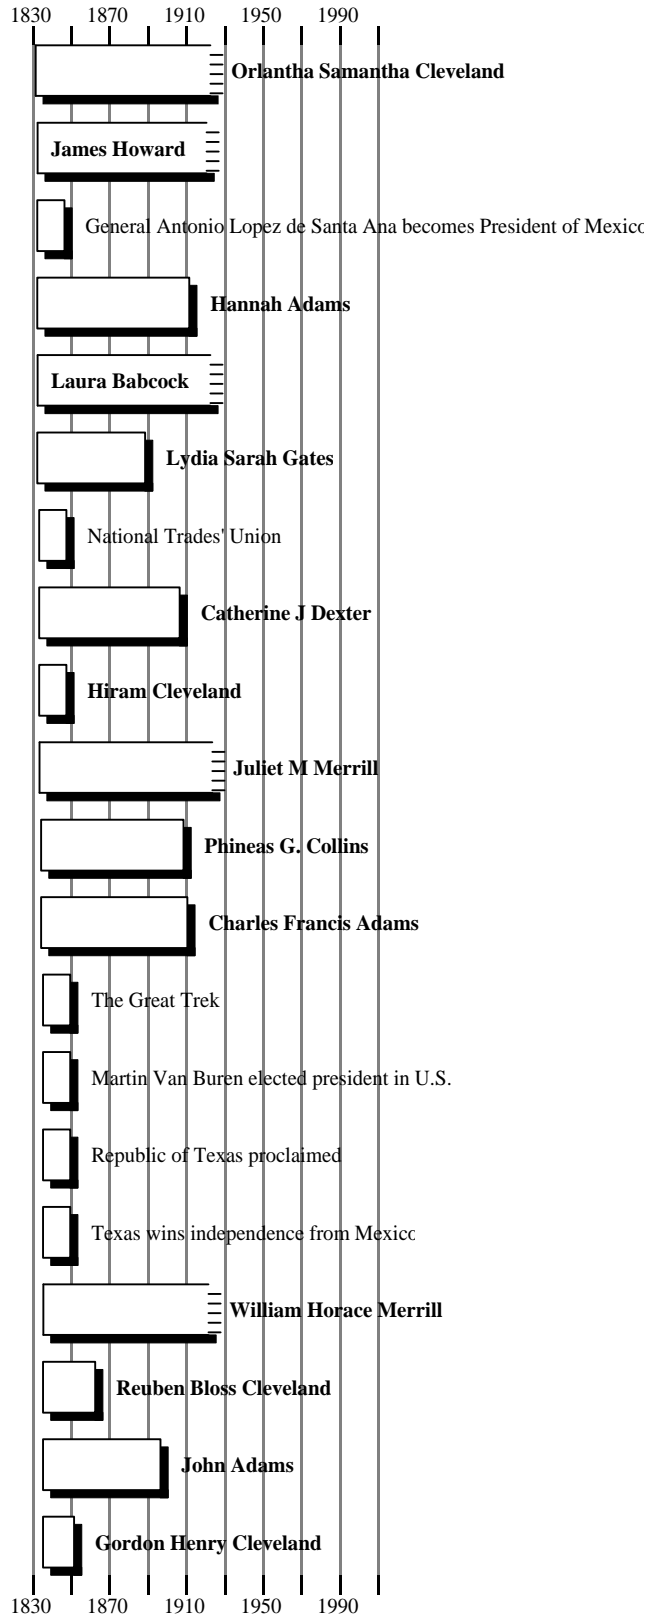 1830 1870 1910 1950 1990
Orlantha Samantha Cleveland
James Howard
General Antonio Lopez de Santa Ana becomes President of Mexico
Hannah Adams
Laura Babcock
Lydia Sarah Gates
National Trades' Union
Catherine J Dexter
Hiram Cleveland
Juliet M Merrill
Phineas G. Collins
Charles Francis Adams
The Great Trek
Martin Van Buren elected president in U.S.
Republic of Texas proclaimed
Texas wins independence from Mexico
William Horace Merrill
Reuben Bloss Cleveland
John Adams
Gordon Henry Cleveland
1830 1870 1910 1950 1990